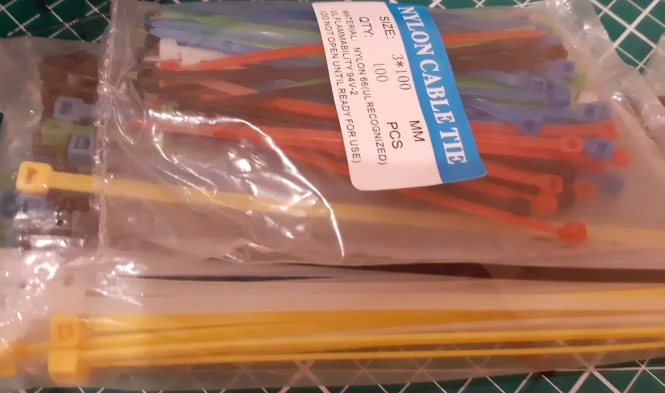 NYLON CABLE TIE
SIZE: 3*100 MM
QTY: 100 PCS
MATERIAL: NYLON 66(UL RECOGNIZED)
UL FLAMMABILITY 94V-2
(DO NOT OPEN UNTIL READY FOR USE)